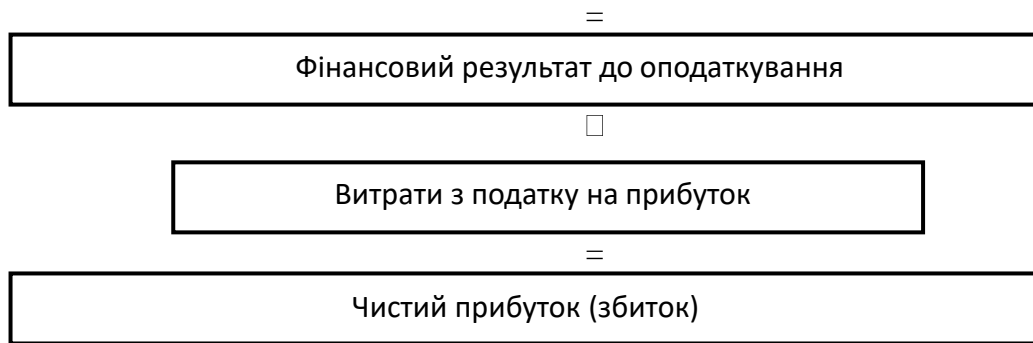 =
Фінансовий результат до оподаткування
□
Витрати з податку на прибуток
=
Чистий прибуток (збиток)